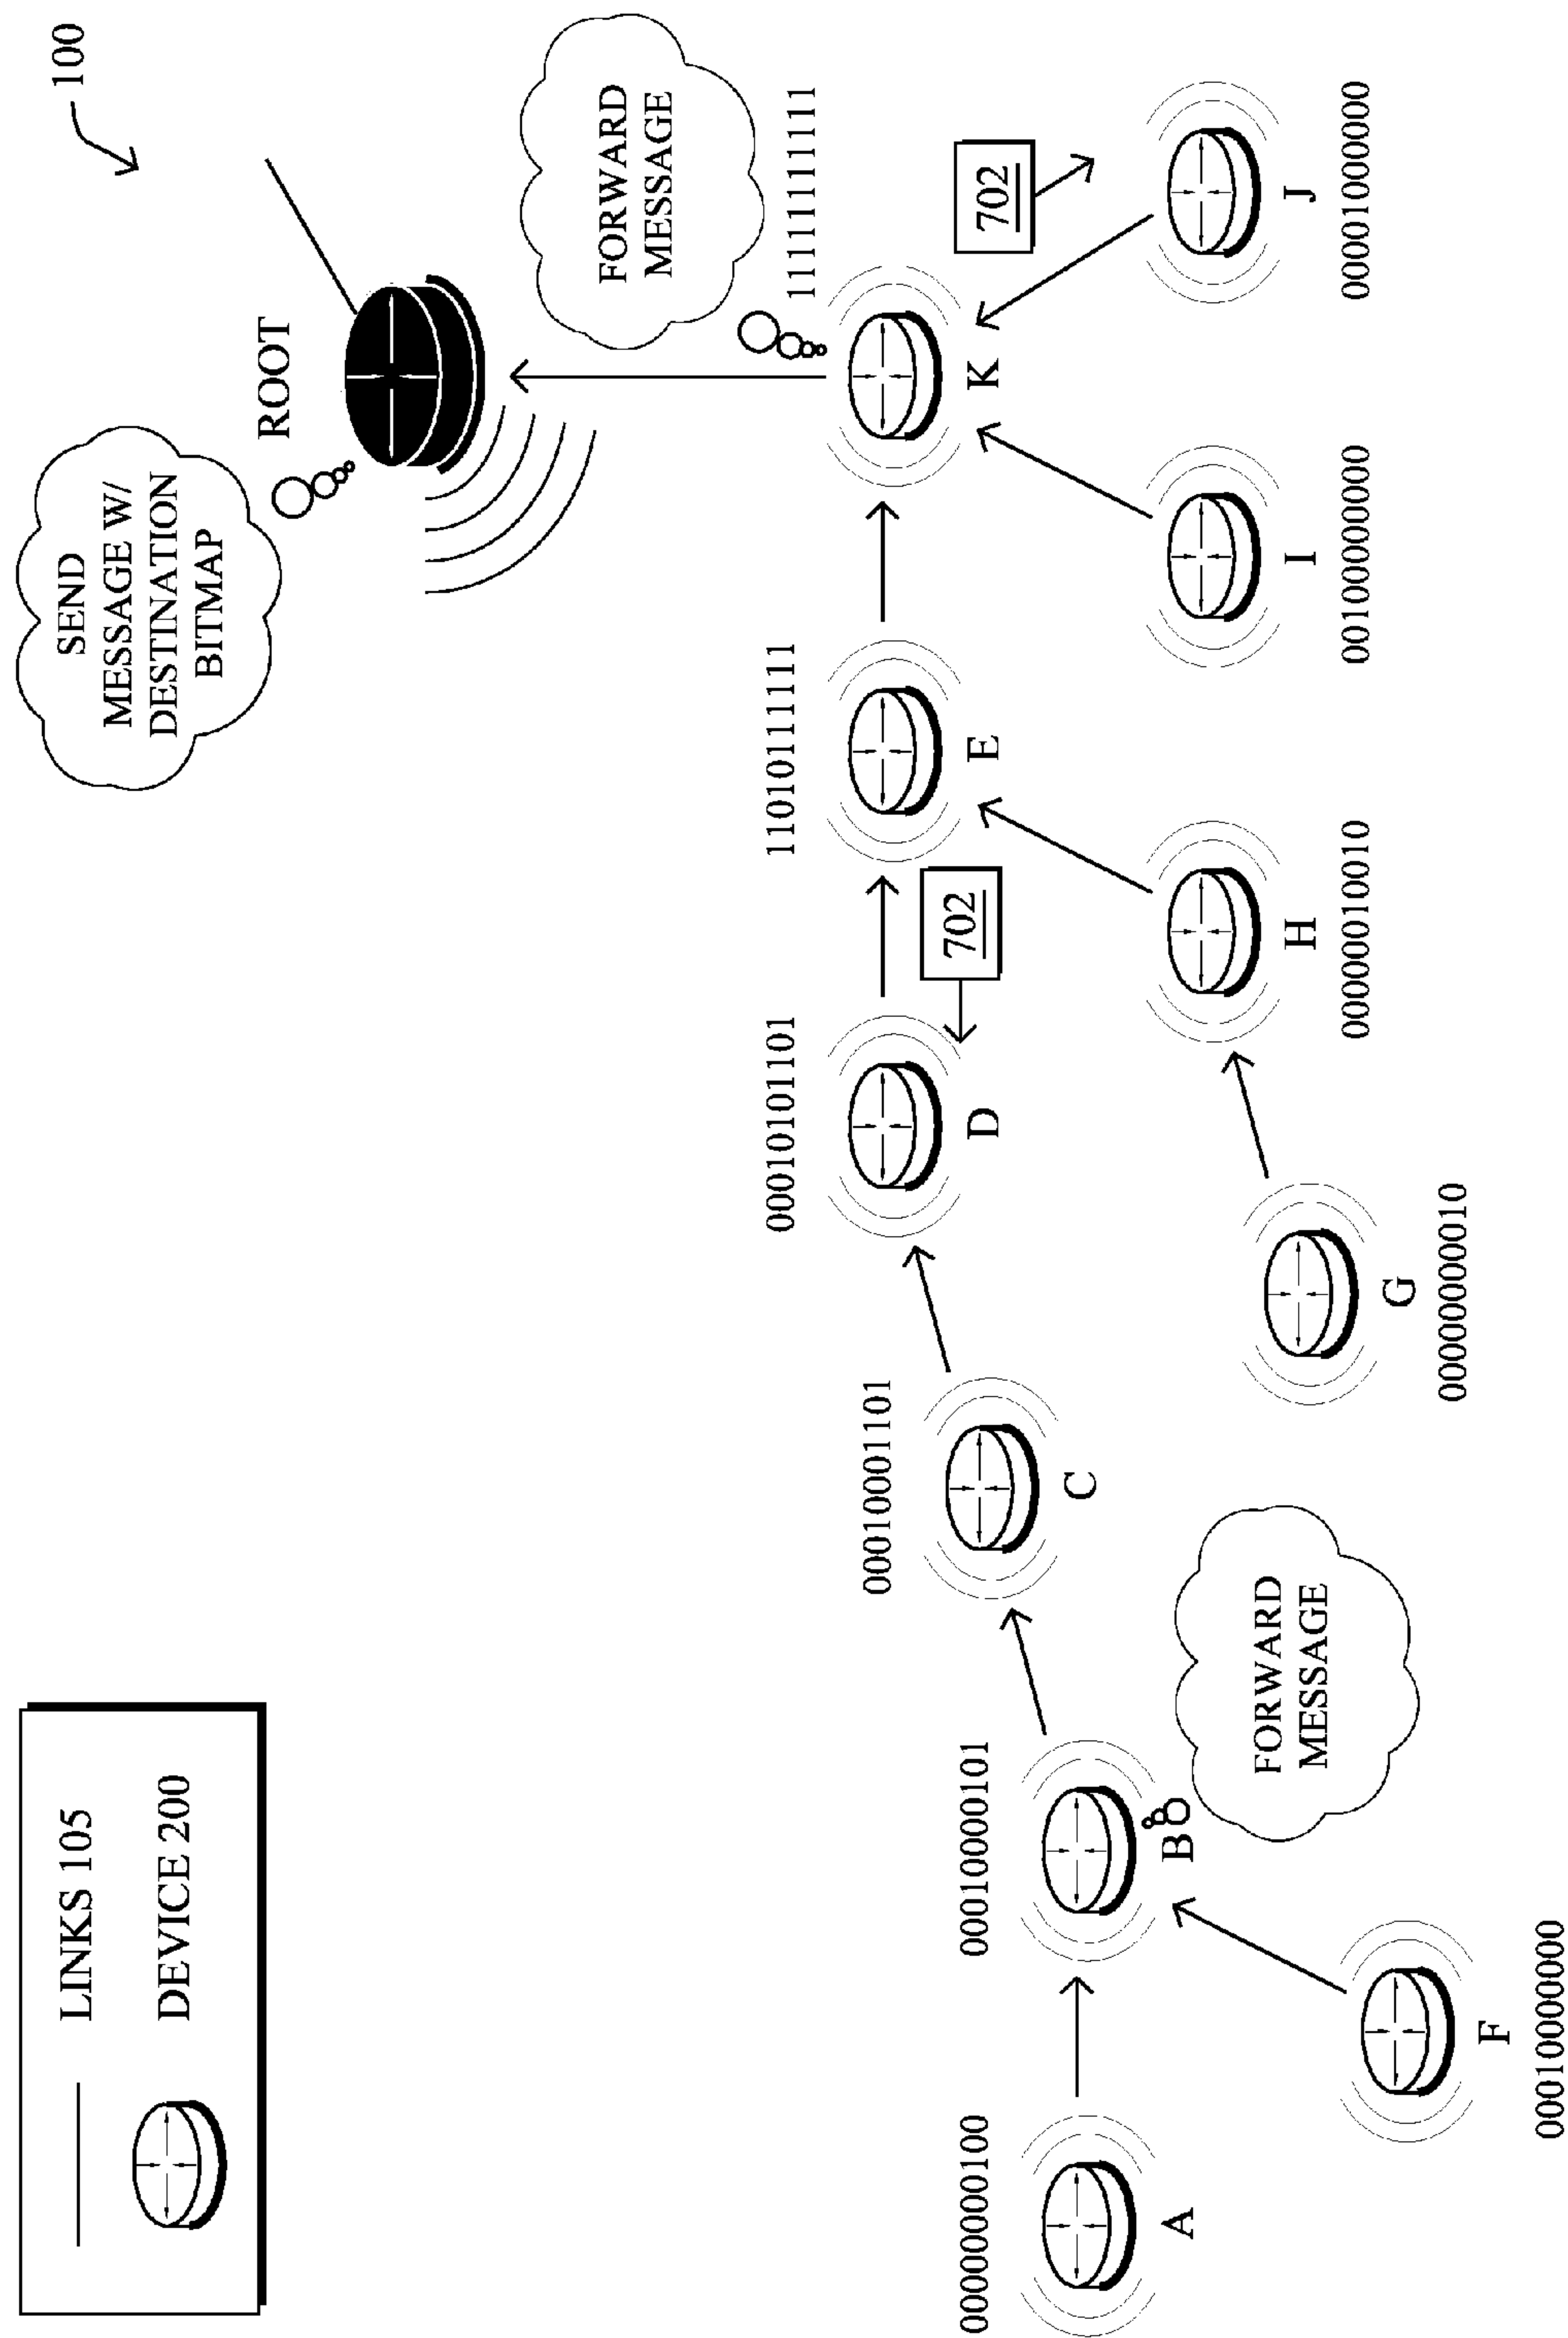 LINKS 105
DEVICE 200
SEND
MESSAGE W/
DESTINATION
BITMAP
100
ROOT
FORWARD
MESSAGE
00010101101
11010111111
11111111111
00010001101
702
702
D
E
K
00000000100
00010000101
C
A
B
FORWARD
MESSAGE
H
I
J
00000010010
00100000000
00001000000
G
00000000010
F
00010000000